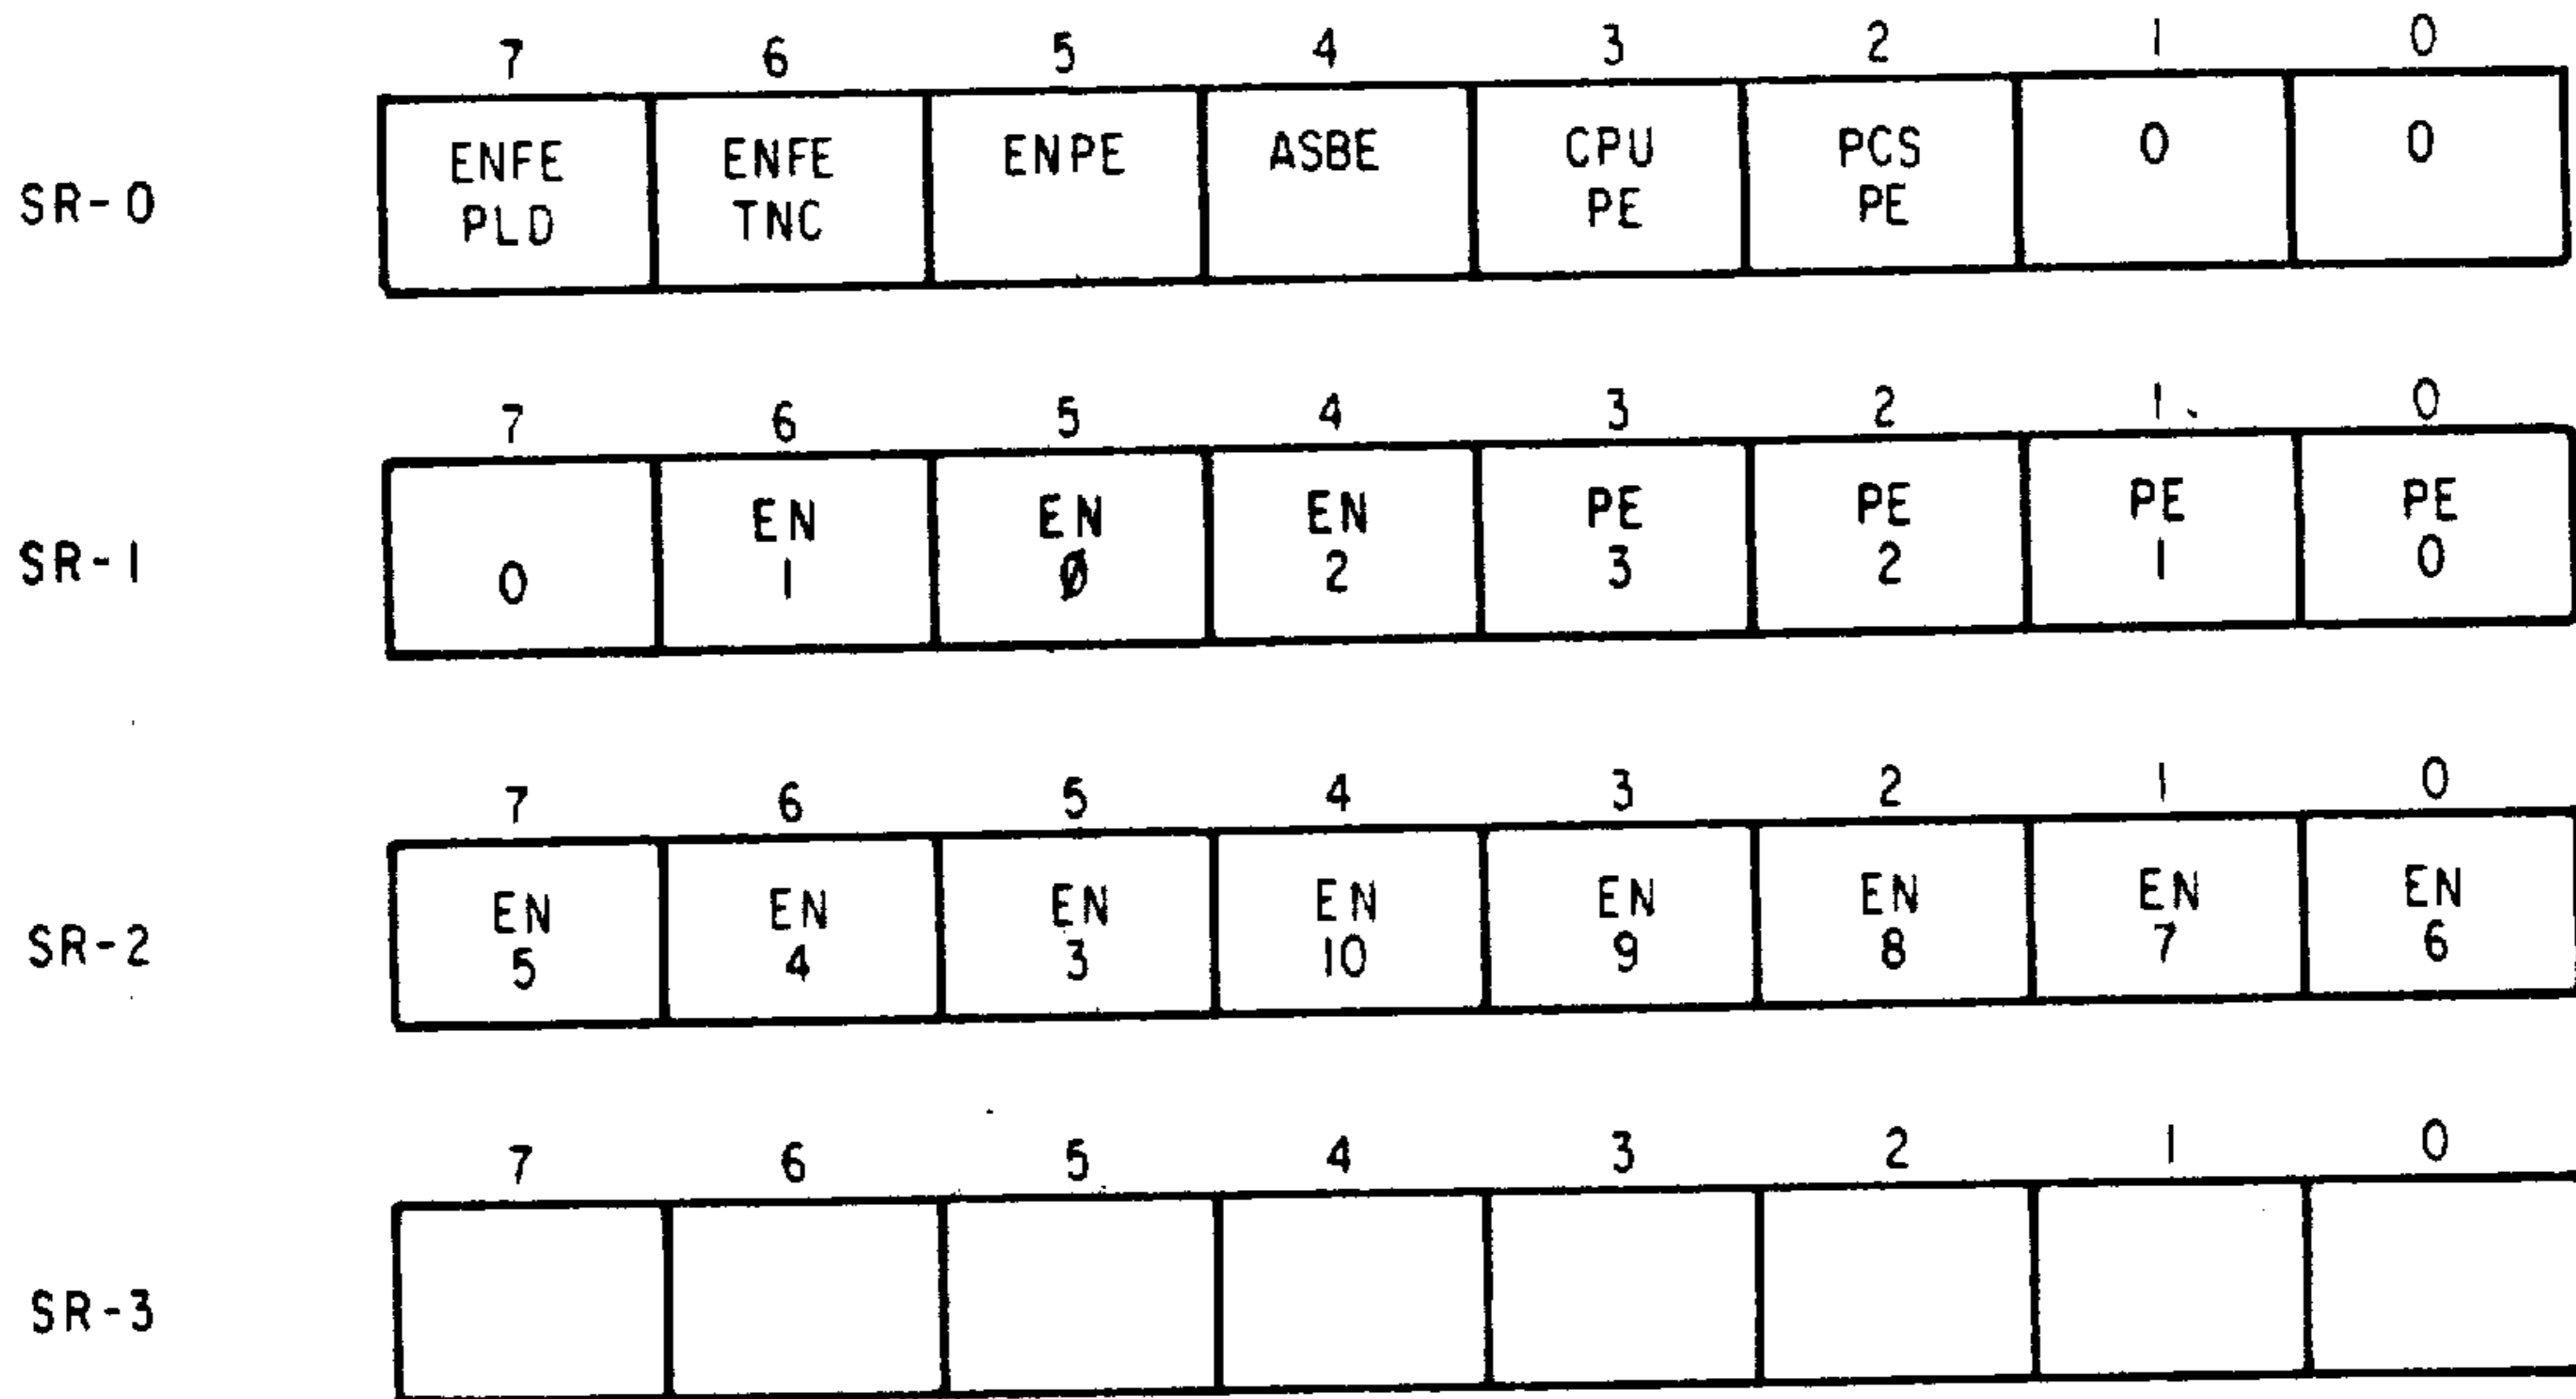 7 6 5 4 3 2 1 0
SR-0
ENFE ENFE ENPE ASBE CPU PCS 0 0
PLD TNC PE PE
7 6 5 4 3 2 1 0
SR-1
EN EN EN PE PE PE PE
0 1 Ø 2 3 2 1 0
7 6 5 4 3 2 1 0
SR-2
EN EN EN EN EN EN EN EN
5 4 3 10 9 8 7 6
7 6 5 4 3 2 1 0
SR-3